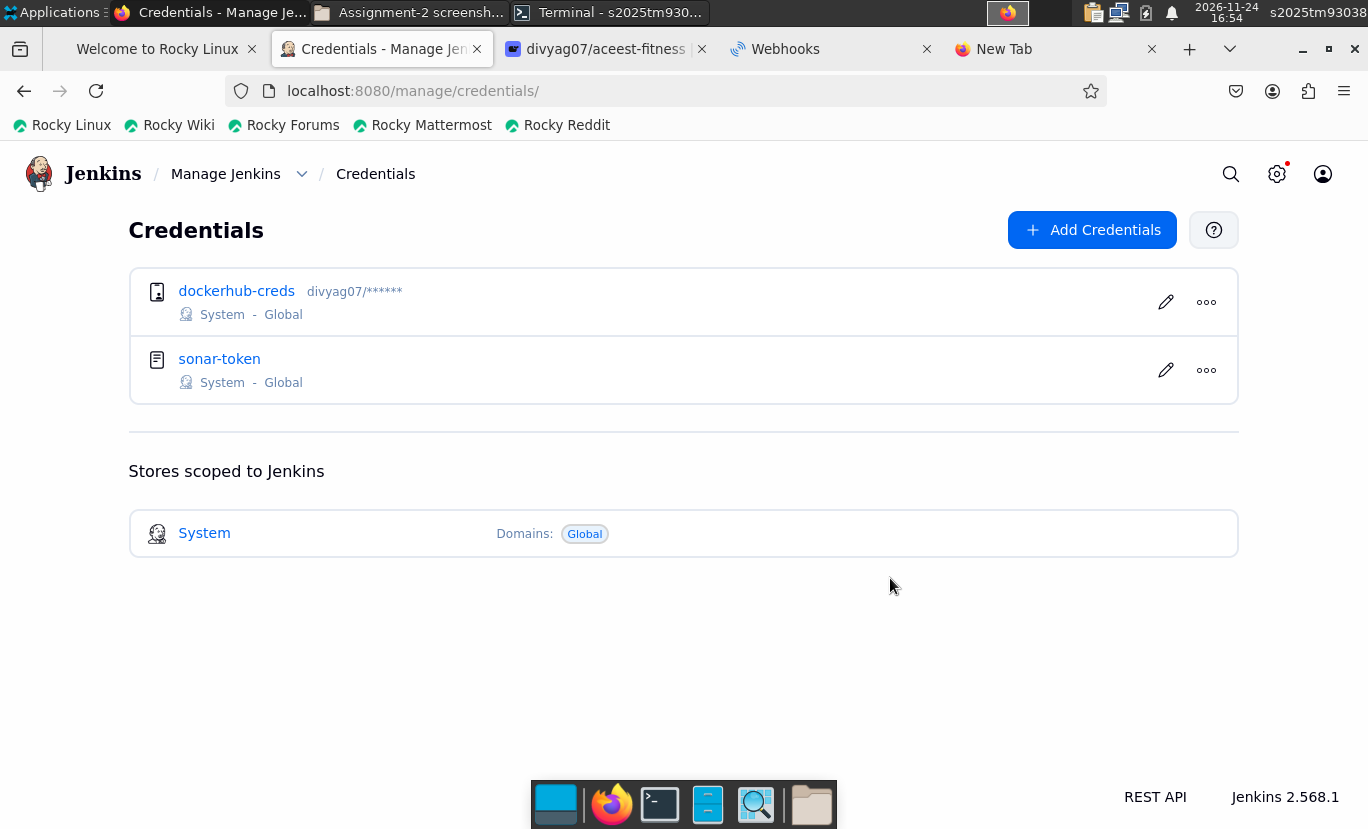 Applications
Credentials - Manage Je...
Assignment-2 screensh...
Terminal - s2025tm930...
2026-11-24
16:54
s2025tm93038
Welcome to Rocky Linux
Credentials - Manage Jen
divyag07/aceest-fitness
Webhooks
New Tab
localhost:8080/manage/credentials/
Rocky Linux
Rocky Wiki
Rocky Forums
Rocky Mattermost
Rocky Reddit
Jenkins / Manage Jenkins / Credentials
Credentials
+ Add Credentials
dockerhub-creds divyag07/******
System - Global
sonar-token
System - Global
Stores scoped to Jenkins
System Domains: Global
REST API Jenkins 2.568.1